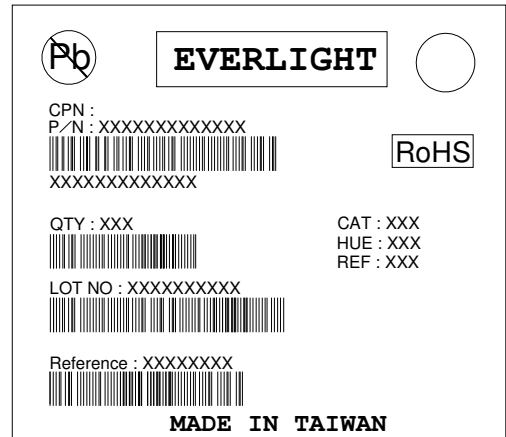 Pb
EVERLIGHT
CPN :
P/N : XXXXXXXXXXXXX
RoHS
XXXXXXXXXXXXX
QTY : XXX
CAT : XXX
HUE : XXX
REF : XXX
LOT NO : XXXXXXXXXX
Reference : XXXXXXXX
MADE IN TAIWAN